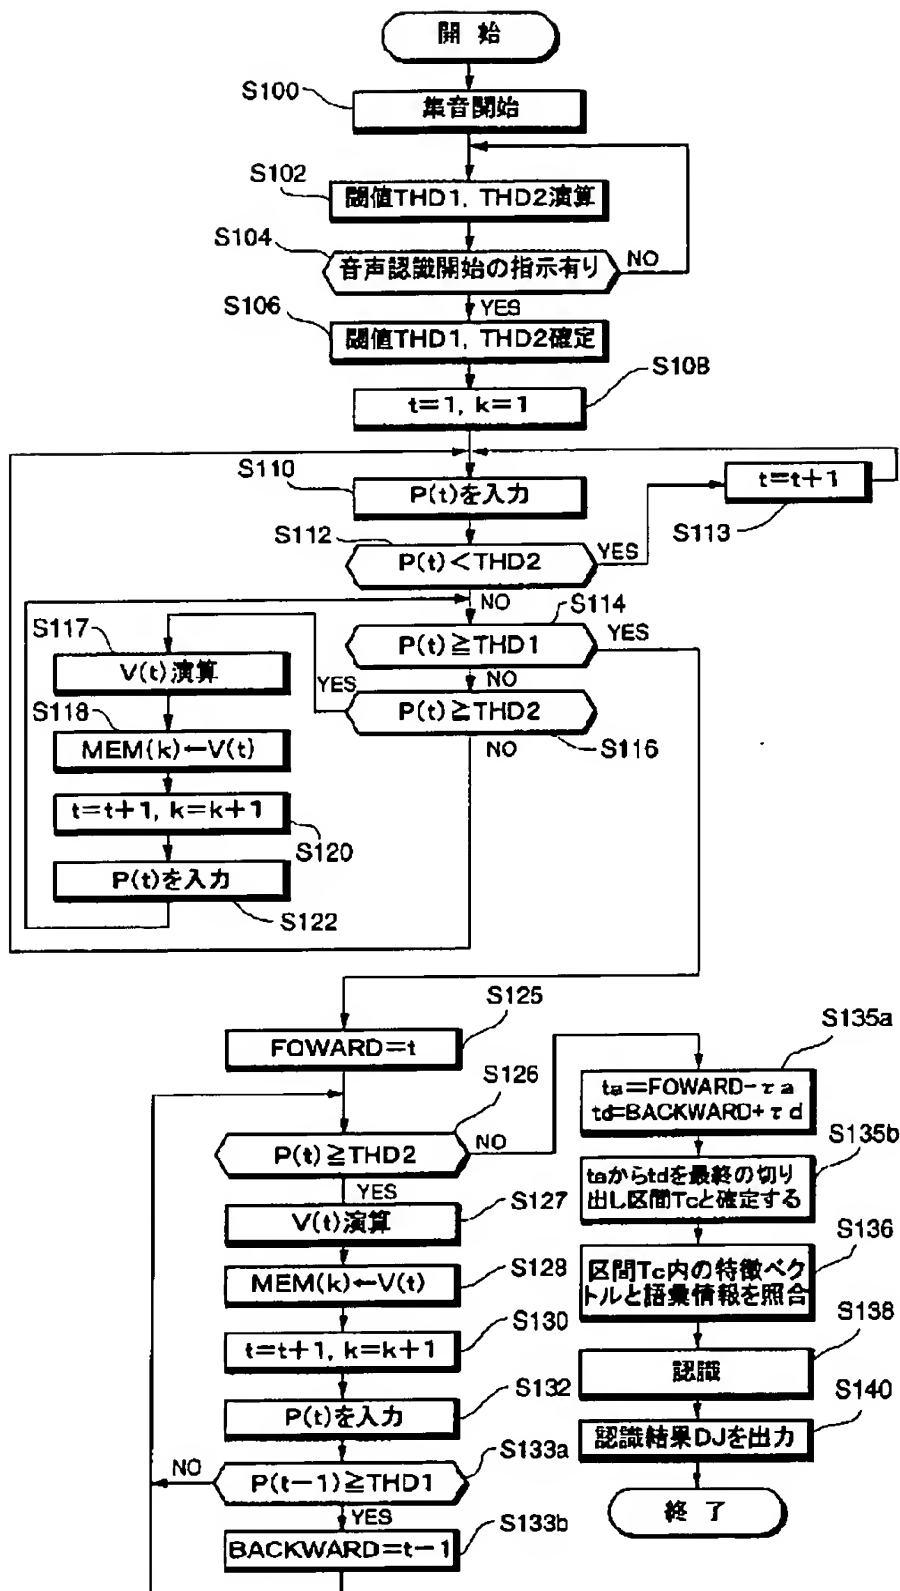 開 始
S100
集音開始
S102
閾値THD1, THD2演算
S104
音声認識開始の指示有り
NO
YES
S106
閾値THD1, THD2確定
S108
t=1, k=1
S110
P(t)を入力
t=t+1
S113
S112
P(t)<THD2
YES
NO
S114
P(t)≧THD1
YES
NO
P(t)≧THD2
YES
NO
S116
S117
V(t)演算
S118
MEM(k)←V(t)
t=t+1, k=k+1
S120
P(t)を入力
S122
S125
FOWARD=t
S126
P(t)≧THD2
NO
YES
S127
V(t)演算
MEM(k)←V(t)
S128
t=t+1, k=k+1
S130
P(t)を入力
S132
P(t-1)≧THD1
S133a
NO
YES
BACKWARD=t-1
S133b
S135a
ta=FOWARD-τa
td=BACKWARD+τd
S135b
taからtdを最終の切り
出し区間Tcと確定する
S136
区間Tc内の特徴ベク
トルと語彙情報を照合
S138
認識
S140
認識結果DJを出力
終 了